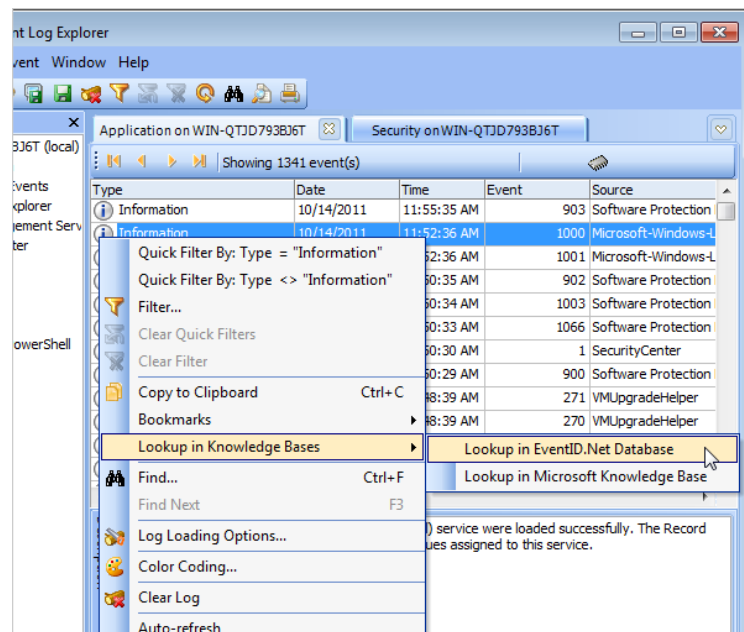 nt Log Explorer
vent Window Help
3J6T (local)
Events
xplorer
gement Serv
ter
owerShell
Application on WIN-QTJD793BJ6T
Security on WIN-QTJD793BJ6T
Showing 1341 event(s)
Type Date Time Event Source
Information 10/14/2011 11:55:35 AM 903 Software Protection
Information 10/14/2011 11:52:36 AM 1000 Microsoft-Windows-L
52:36 AM 1001 Microsoft-Windows-L
50:35 AM 902 Software Protection
50:34 AM 1003 Software Protection
50:33 AM 1066 Software Protection
50:30 AM 1 SecurityCenter
50:29 AM 900 Software Protection
48:39 AM 271 VMUpgradeHelper
48:39 AM 270 VMUpgradeHelper
Quick Filter By: Type = "Information"
Quick Filter By: Type <> "Information"
Filter...
Clear Quick Filters
Clear Filter
Copy to Clipboard Ctrl+C
Bookmarks
Lookup in Knowledge Bases
Find... Ctrl+F
Find Next F3
Log Loading Options...
Color Coding...
Clear Log
Auto-refresh
Lookup in EventID.Net Database
Lookup in Microsoft Knowledge Base
) service were loaded successfully. The Record
ues assigned to this service.